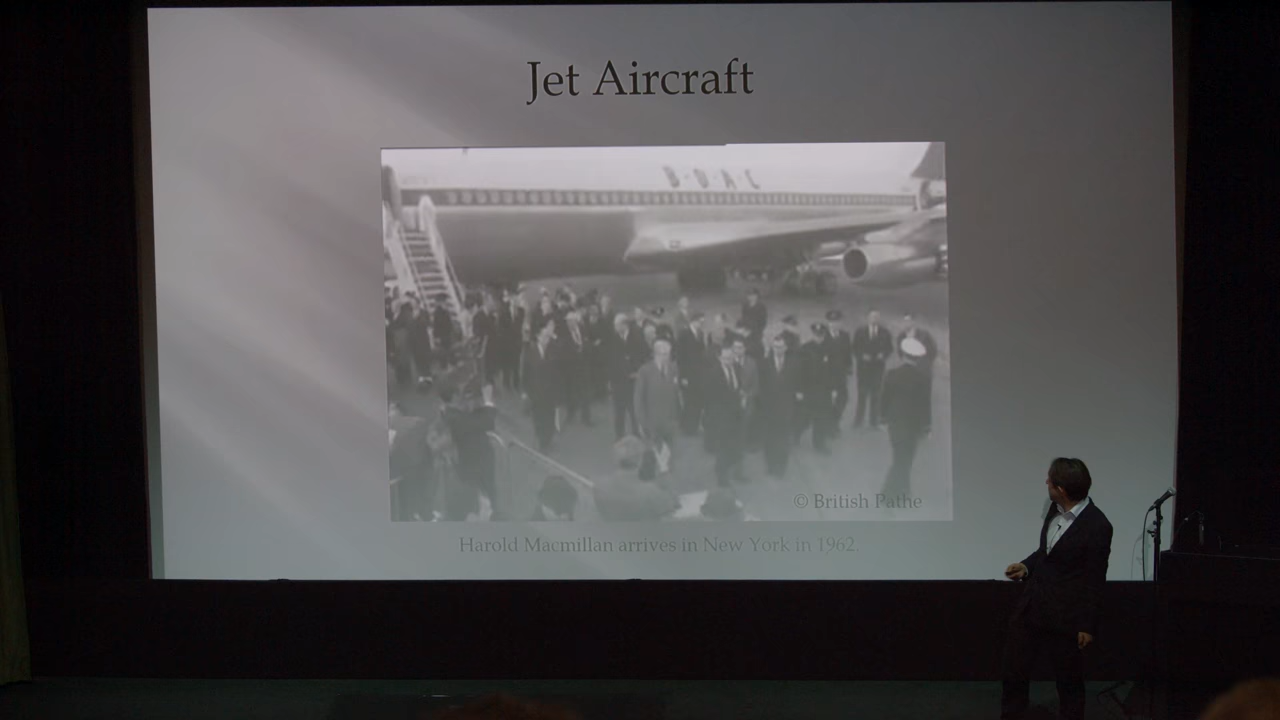 Jet Aircraft
B·O·A·C
© British Pathe
Harold Macmillan arrives in New York in 1962.